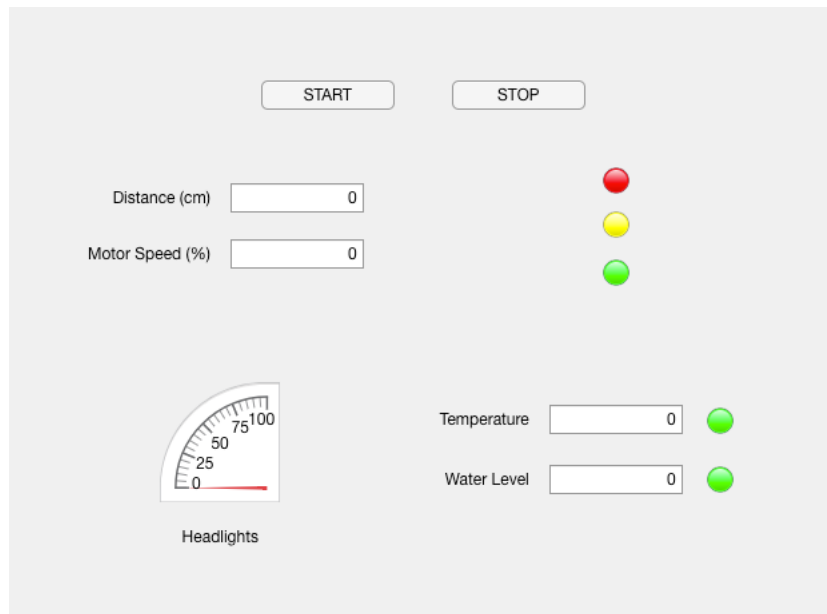 START
STOP
Distance (cm)
0
Motor Speed (%)
0
100
75
50
25
0
Headlights
Temperature
0
Water Level
0